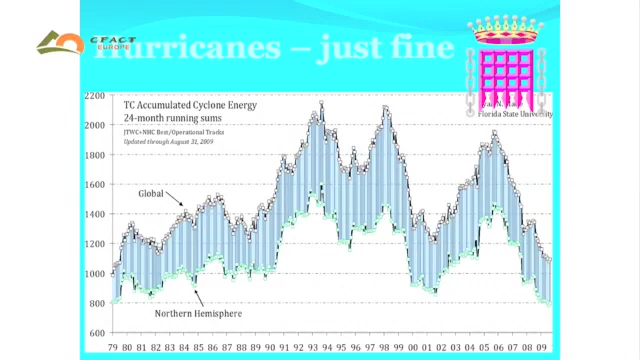 CFACT
EUROPE
Hurricanes – just fine
TC Accumulated Cyclone Energy
24-month running sums
JTWC+NHC Best/Operational Tracks
Updated through August 31, 2009
Florida State University
Global
Northern Hemisphere
2200
2000
1800
1600
1400
1200
1000
800
600
79 80 81 82 83 84 85 86 87 88 89 90 91 92 93 94 95 96 97 98 99 00 01 02 03 04 05 06 07 08 09